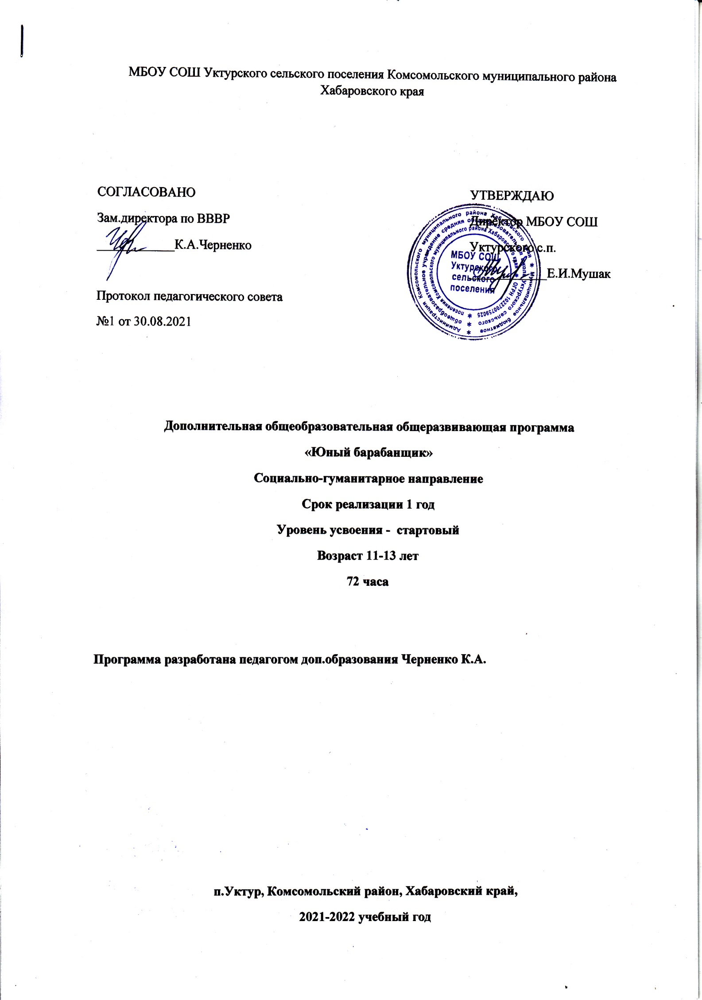 МБОУ СОШ Уктурского сельского поселения Комсомольского муниципального района
Хабаровского края
СОГЛАСОВАНО
Зам.директора по ВВВР
____________К.А.Черненко
Протокол педагогического совета
№1 от 30.08.2021
УТВЕРЖДАЮ
Директор МБОУ СОШ
Уктурского с.п.
____________Е.И.Мушак
МБОУ СОШ
Уктурского
сельского
поселения
Администрация Комсомольского муниципального района Хабаровского края * Муниципальное бюджетное *
общеобразовательное учреждение средняя общеобразовательная школа Уктурского сельского *
поселения Комсомольского муниципального района Хабаровского края * ОГРН 1022700759025 *
Дополнительная общеобразовательная общеразвивающая программа
«Юный барабанщик»
Социально-гуманитарное направление
Срок реализации 1 год
Уровень усвоения - стартовый
Возраст 11-13 лет
72 часа
Программа разработана педагогом доп.образования Черненко К.А.
п.Уктур, Комсомольский район, Хабаровский край,
2021-2022 учебный год